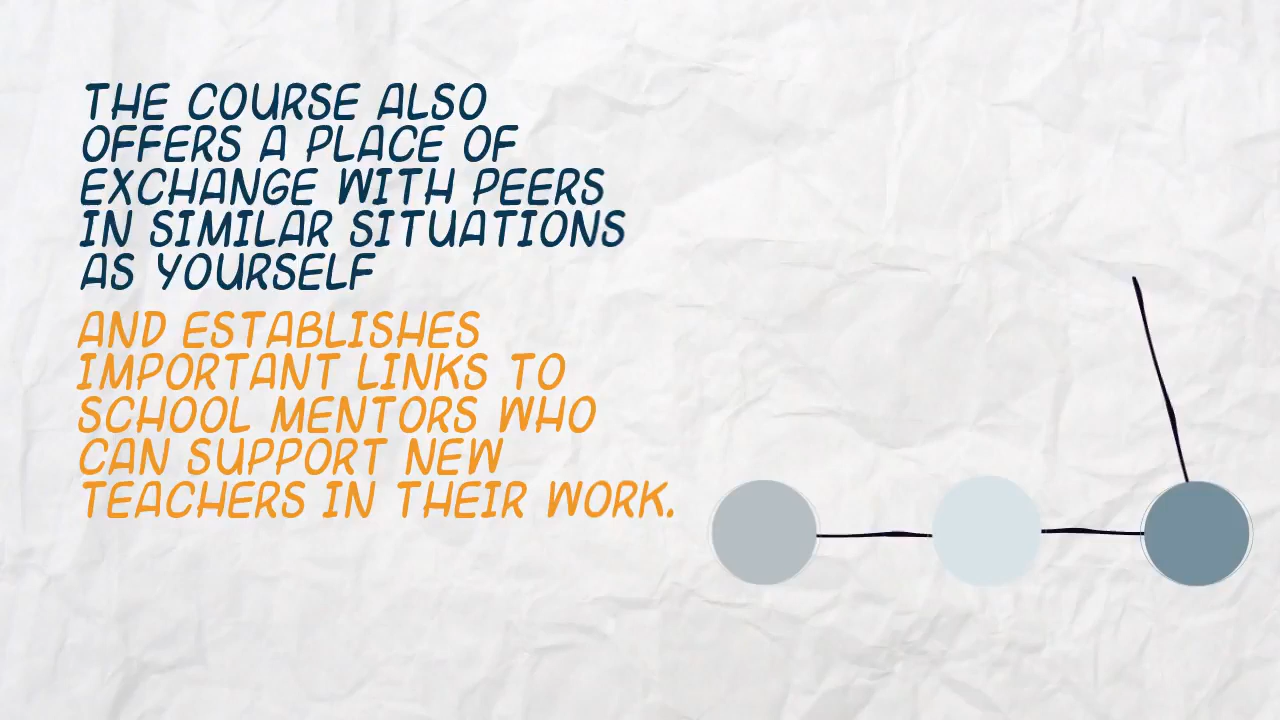 THE COURSE ALSO
OFFERS A PLACE OF
EXCHANGE WITH PEERS
IN SIMILAR SITUATIONS
AS YOURSELF
AND ESTABLISHES
IMPORTANT LINKS TO
SCHOOL MENTORS WHO
CAN SUPPORT NEW
TEACHERS IN THEIR WORK.